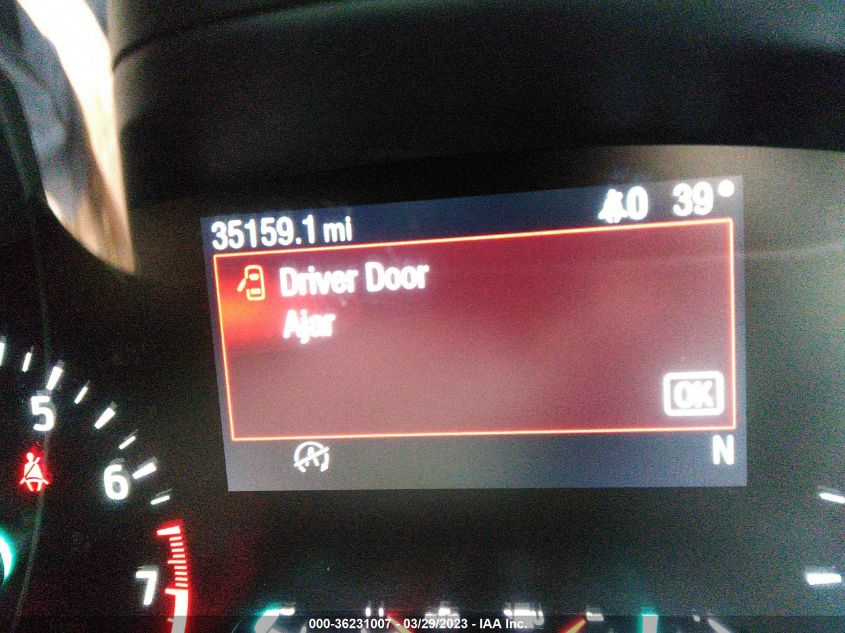 35159.1 mi
0 39°
Driver Door
Ajar
OK
5
6
N
7
000-36231007 - 03/29/2023 - IAA Inc.